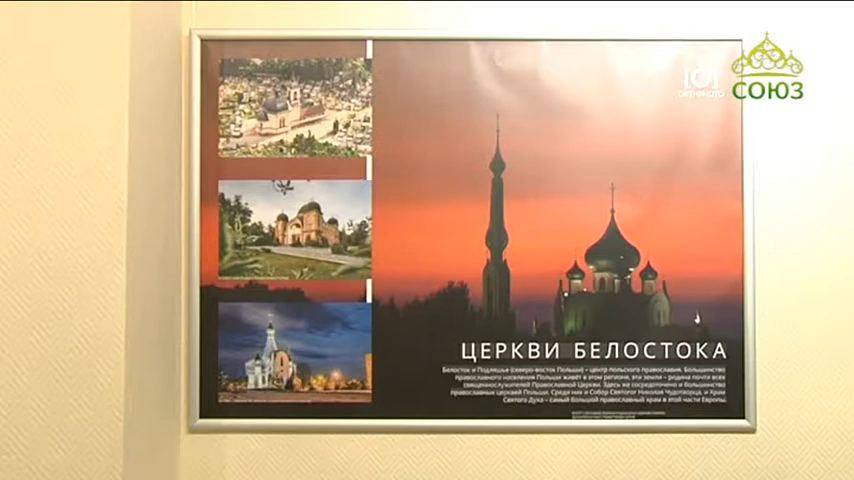 СОЮЗ
ЦЕРКВИ БЕЛОСТОКА
Белосток и Подляшье (северо-восток Польши) – центр польского православия. Большинство
православного населения Польши живёт в этом регионе, эти земли – родина почти всех
священнослужителей Православной Церкви. Здесь же сосредоточено и большинство
православных церквей Польши. Среди них и Собор Святого Николая Чудотворца, и Храм
Святого Духа – самый большой православный храм в этой части Европы.